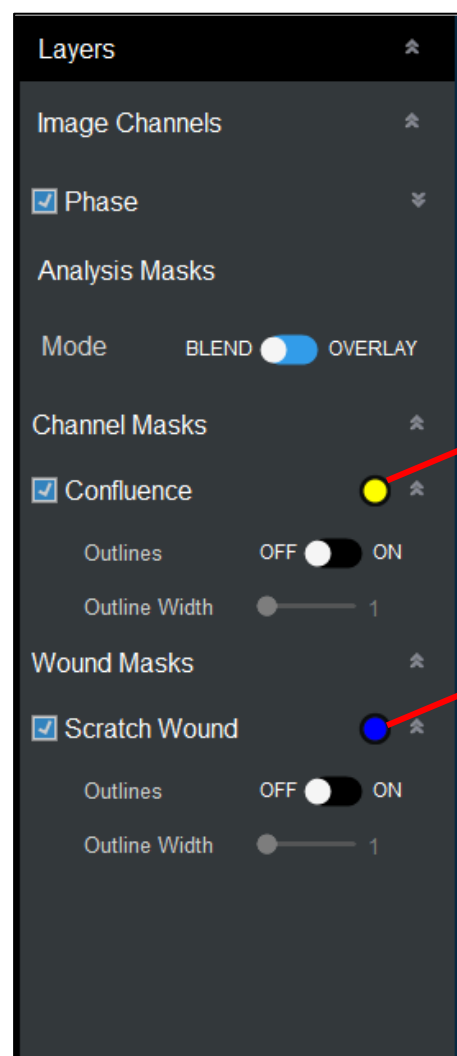 Layers
Image Channels
Phase
Analysis Masks
Mode BLEND OVERLAY
Channel Masks
Confluence
Outlines OFF ON
Outline Width 1
Wound Masks
Scratch Wound
Outlines OFF ON
Outline Width 1